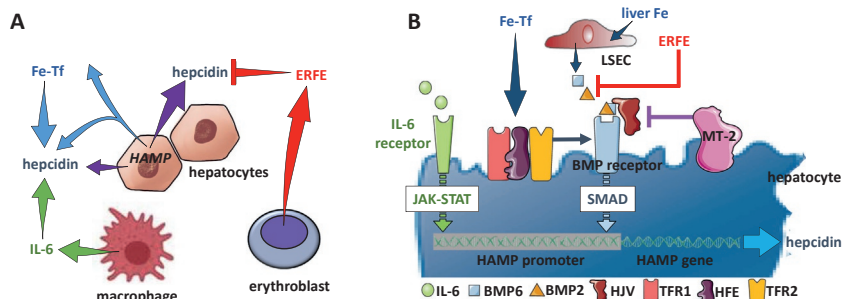 A
Fe-Tf
hepcidin
ERFE
HAMP
hepatocytes
hepcidin
IL-6
macrophage
erythroblast
B
Fe-Tf
liver Fe
LSEC
ERFE
IL-6
receptor
MT-2
BMP receptor
hepatocyte
JAK-STAT
SMAD
hepcidin
HAMP promoter
HAMP gene
IL-6 BMP6 BMP2 HJV TFR1 HFE TFR2